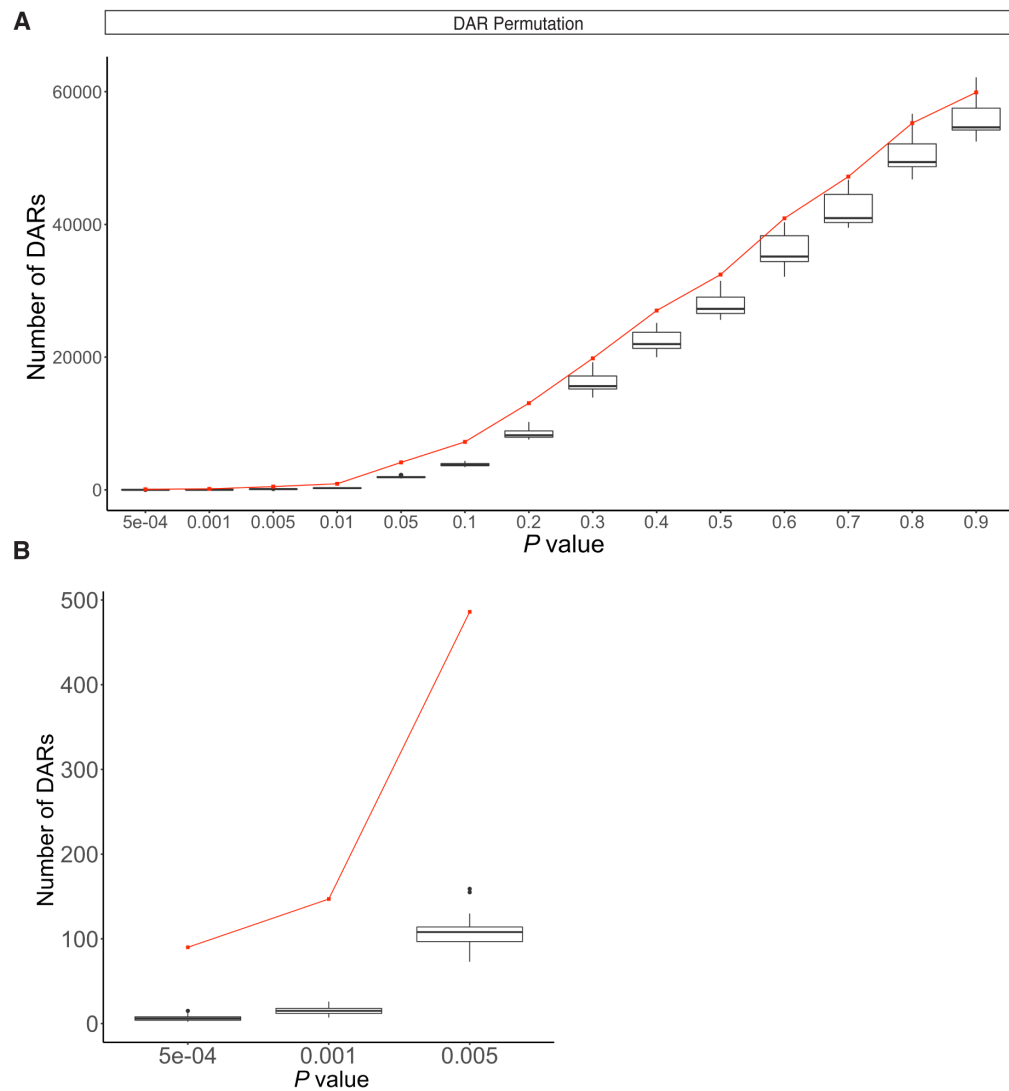 A
DAR Permutation
Number of DARs
60000
40000
20000
0
5e-04 0.001 0.005 0.01 0.05 0.1 0.2 0.3 0.4 0.5 0.6 0.7 0.8 0.9
P value
B
Number of DARs
500
400
300
200
100
0
5e-04 0.001 0.005
P value